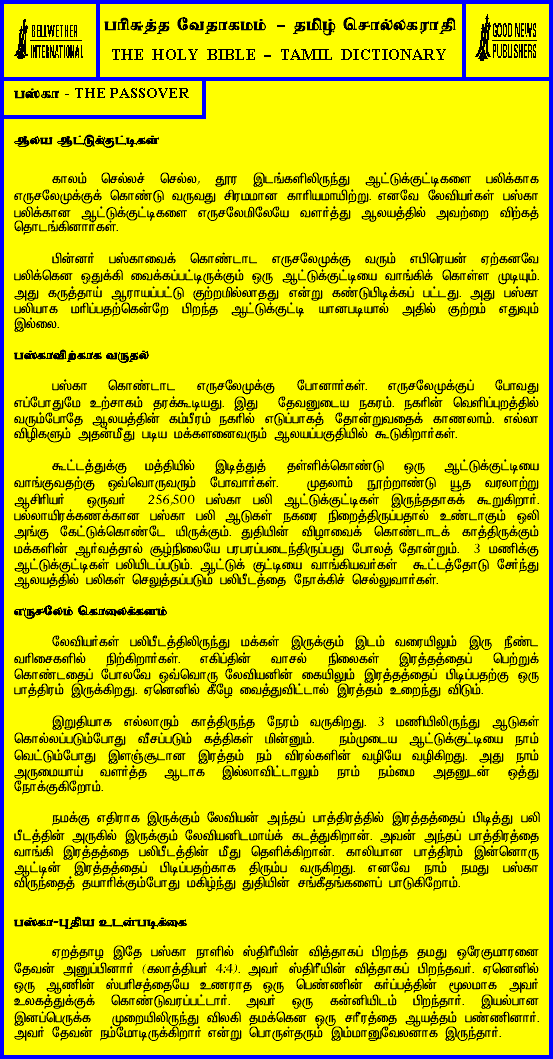 BELLWETHER
INTERNATIONAL
பரிசுத்த வேதாகமம் – தமிழ் சொல்லகராதி
THE HOLY BIBLE – TAMIL DICTIONARY
GOOD NEWS
PUBLISHERS
பஸ்கா - THE PASSOVER
ஆலய ஆட்டுக்குட்டிகள்
காலம் செல்லச் செல்ல, தூர இடங்களிலிருந்து ஆட்டுக்குட்டிகளை பலிக்காக
எருசலேமுக்குக் கொண்டு வருவது சிரமமான காரியமாயிற்று. எனவே லேவியர்கள் பஸ்கா
பலிக்கான ஆட்டுக்குட்டிகளை எருசலேமிலேயே வளர்த்து ஆலயத்தில் அவற்றை விற்கத்
தொடங்கினார்கள்.
பின்னர் பஸ்காவைக் கொண்டாட எருசலேமுக்கு வரும் எபிரெயன் ஏற்கனவே
பலிக்கென ஒதுக்கி வைக்கப்பட்டிருக்கும் ஒரு ஆட்டுக்குட்டியை வாங்கிக் கொள்ள முடியும்.
அது கருத்தாய் ஆராயப்பட்டு குற்றமில்லாதது என்று கண்டுபிடிக்கப் பட்டது. அது பஸ்கா
பலியாக மரிப்பதற்கென்றே பிறந்த ஆட்டுக்குட்டி யானபடியால் அதில் குற்றம் எதுவும்
இல்லை.
பஸ்காவிற்காக வருதல்
பஸ்கா கொண்டாட எருசலேமுக்கு போனார்கள். எருசலேமுக்குப் போவது
எப்போதுமே உற்சாகம் தரக்கூடியது. இது தேவனுடைய நகரம். நகரின் வெளிப்புறத்தில்
வரும்போதே ஆலயத்தின் கம்பீரம் நகரில் எடுப்பாகத் தோன்றுவதைக் காணலாம். எல்லா
விழிகளும் அதன்மீது படிய மக்களனைவரும் ஆலயப்பகுதியில் கூடுகிறார்கள்.
கூட்டத்துக்கு மத்தியில் இடித்துத் தள்ளிக்கொண்டு ஒரு ஆட்டுக்குட்டியை
வாங்குவதற்கு ஒவ்வொருவரும் போவார்கள். முதலாம் நூற்றாண்டு யூத வரலாற்று
ஆசிரியர் ஒருவர் 256,500 பஸ்கா பலி ஆட்டுக்குட்டிகள் இருந்ததாகக் கூறுகிறார்.
பல்லாயிரக்கணக்கான பஸ்கா பலி ஆடுகள் நகரை நிறைத்திருப்பதால் உண்டாகும் ஒலி
அங்கு கேட்டுக்கொண்டே யிருக்கும். துதியின் விழாவைக் கொண்டாடக் காத்திருக்கும்
மக்களின் ஆர்வத்தால் சூழ்நிலையே பரபரப்படைந்திருப்பது போலத் தோன்றும். 3 மணிக்கு
ஆட்டுக்குட்டிகள் பலியிடப்படும். ஆட்டுக் குட்டியை வாங்கியவர்கள் கூட்டத்தோடு சேர்ந்து
ஆலயத்தில் பலிகள் செலுத்தப்படும் பலிபீடத்தை நோக்கிச் செல்லுவார்கள்.
எருசலேம் கொலைக்களம்
லேவியர்கள் பலிபீடத்திலிருந்து மக்கள் இருக்கும் இடம் வரையிலும் இரு நீண்ட
வரிசைகளில் நிற்கிறார்கள். எகிப்தின் வாசல் நிலைகள் இரத்தத்தைப் பெற்றுக்
கொண்டதைப் போலவே ஒவ்வொரு லேவியனின் கையிலும் இரத்தத்தைப் பிடிப்பதற்கு ஒரு
பாத்திரம் இருக்கிறது. ஏனெனில் கீழே வைத்துவிட்டால் இரத்தம் உறைந்து விடும்.
இறுதியாக எல்லாரும் காத்திருந்த நேரம் வருகிறது. 3 மணியிலிருந்து ஆடுகள்
கொல்லப்படும்போது வீசப்படும் கத்திகள் மின்னும். நம்முடைய ஆட்டுக்குட்டியை நாம்
வெட்டும்போது இளஞ்சூடான இரத்தம் நம் விரல்களின் வழியே வழிகிறது. அது நாம்
அருமையாய் வளர்த்த ஆடாக இல்லாவிட்டாலும் நாம் நம்மை அதனுடன் ஒத்து
நோக்குகிறோம்.
நமக்கு எதிராக இருக்கும் லேவியன் அந்தப் பாத்திரத்தில் இரத்தத்தைப் பிடித்து பலி
பீடத்தின் அருகில் இருக்கும் லேவியனிடமாய்க் கடத்துகிறான். அவன் அந்தப் பாத்திரத்தை
வாங்கி இரத்தத்தை பலிபீடத்தின் மீது தெளிக்கிறான். காலியான பாத்திரம் இன்னொரு
ஆட்டின் இரத்தத்தைப் பிடிப்பதற்காக திரும்ப வருகிறது. எனவே நாம் நமது பஸ்கா
விருந்தைத் தயாரிக்கும்போது மகிழ்ந்து துதியின் சங்கீதங்களைப் பாடுகிறோம்.
பஸ்கா-புதிய உடன்படிக்கை
ஏறத்தாழ இதே பஸ்கா நாளில் ஸ்திரீயின் வித்தாகப் பிறந்த தமது ஒரேகுமாரனை
தேவன் அனுப்பினார் (கலாத்தியர் 4:4). அவர் ஸ்திரீயின் வித்தாகப் பிறந்தவர். ஏனெனில்
ஒரு ஆணின் ஸ்பரிசத்தையே உணராத ஒரு பெண்ணின் கர்ப்பத்தின் மூலமாக அவர்
உலகத்துக்குக் கொண்டுவரப்பட்டார். அவர் ஒரு கன்னியிடம் பிறந்தார். இயல்பான
இனப்பெருக்க முறையிலிருந்து விலகி தமக்கென ஒரு சரீரத்தை ஆயத்தம் பண்ணினார்.
அவர் தேவன் நம்மோடிருக்கிறார் என்று பொருள்தரும் இம்மானுவேலனாக இருந்தார்.